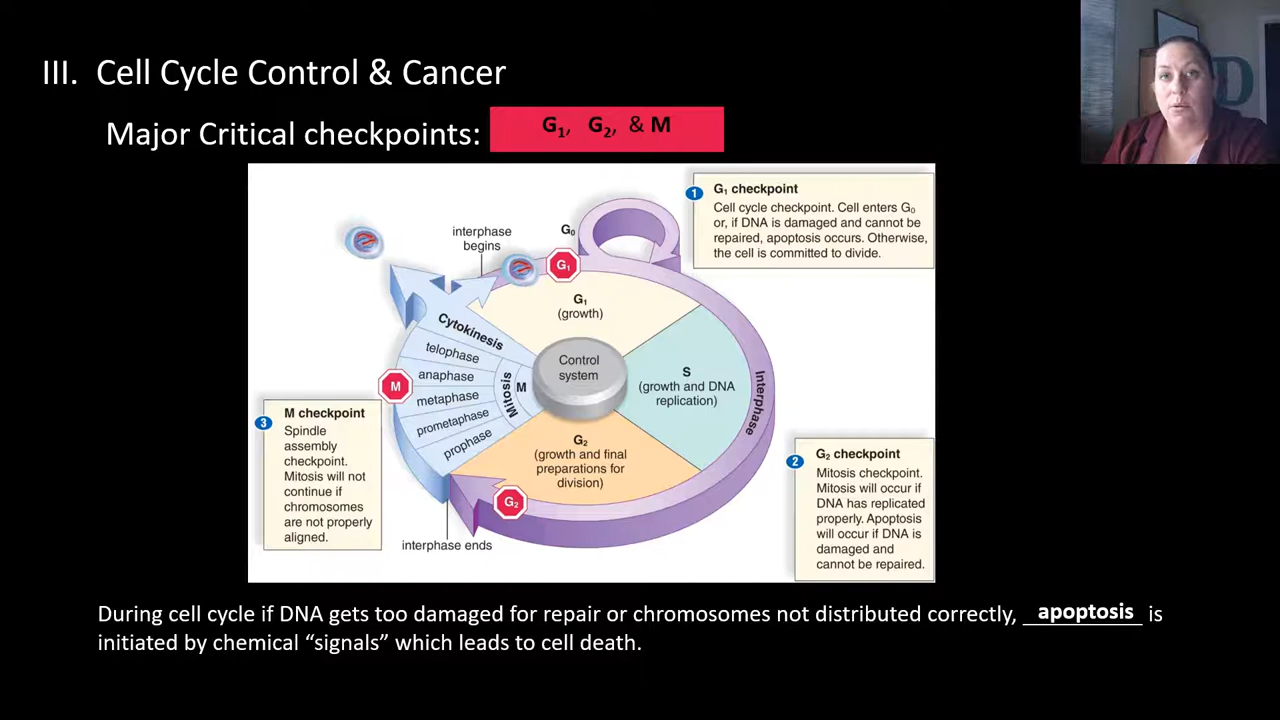 III. Cell Cycle Control & Cancer
Major Critical checkpoints:
G₁, G₂, & M
1
G₁ checkpoint
Cell cycle checkpoint. Cell enters G₀
or, if DNA is damaged and cannot be
repaired, apoptosis occurs. Otherwise,
the cell is committed to divide.
interphase
begins
G₀
G₁
G₁
(growth)
Cytokinesis
telophase
anaphase
metaphase
prometaphase
prophase
Mitosis
M
M
Control
system
S
(growth and DNA
replication)
Interphase
G₂
(growth and final
preparations for
division)
G₂
interphase ends
3
M checkpoint
Spindle
assembly
checkpoint.
Mitosis will not
continue if
chromosomes
are not properly
aligned.
2
G₂ checkpoint
Mitosis checkpoint.
Mitosis will occur if
DNA has replicated
properly. Apoptosis
will occur if DNA is
damaged and
cannot be repaired.
During cell cycle if DNA gets too damaged for repair or chromosomes not distributed correctly, apoptosis is
initiated by chemical “signals” which leads to cell death.
D